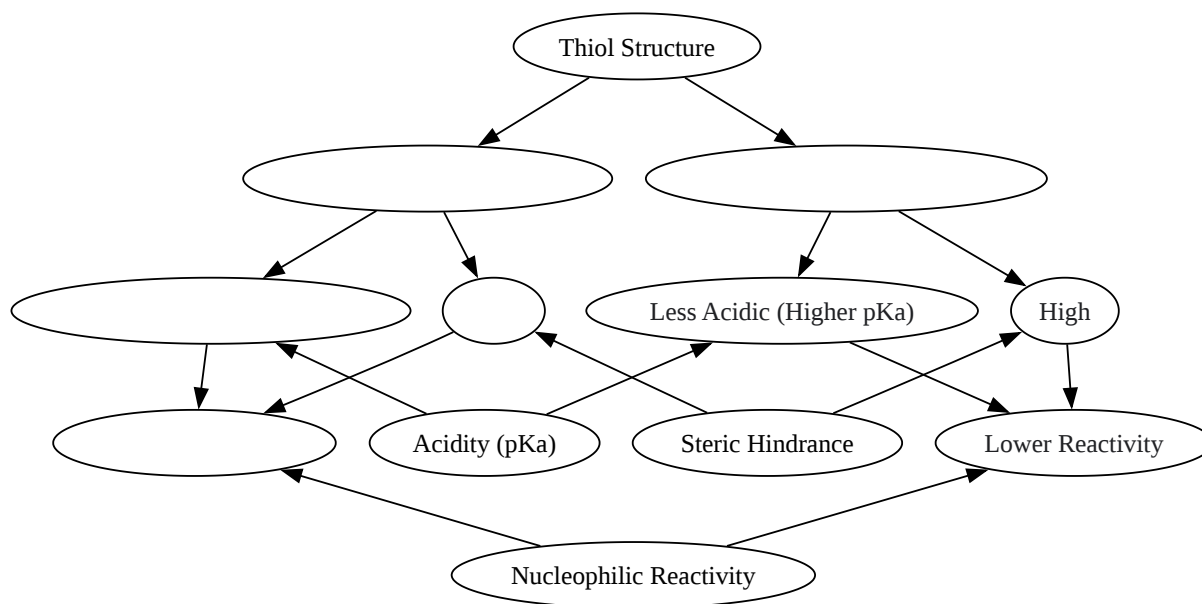 Thiol Structure
Less Acidic (Higher pKa)
High
Acidity (pKa)
Steric Hindrance
Lower Reactivity
Nucleophilic Reactivity